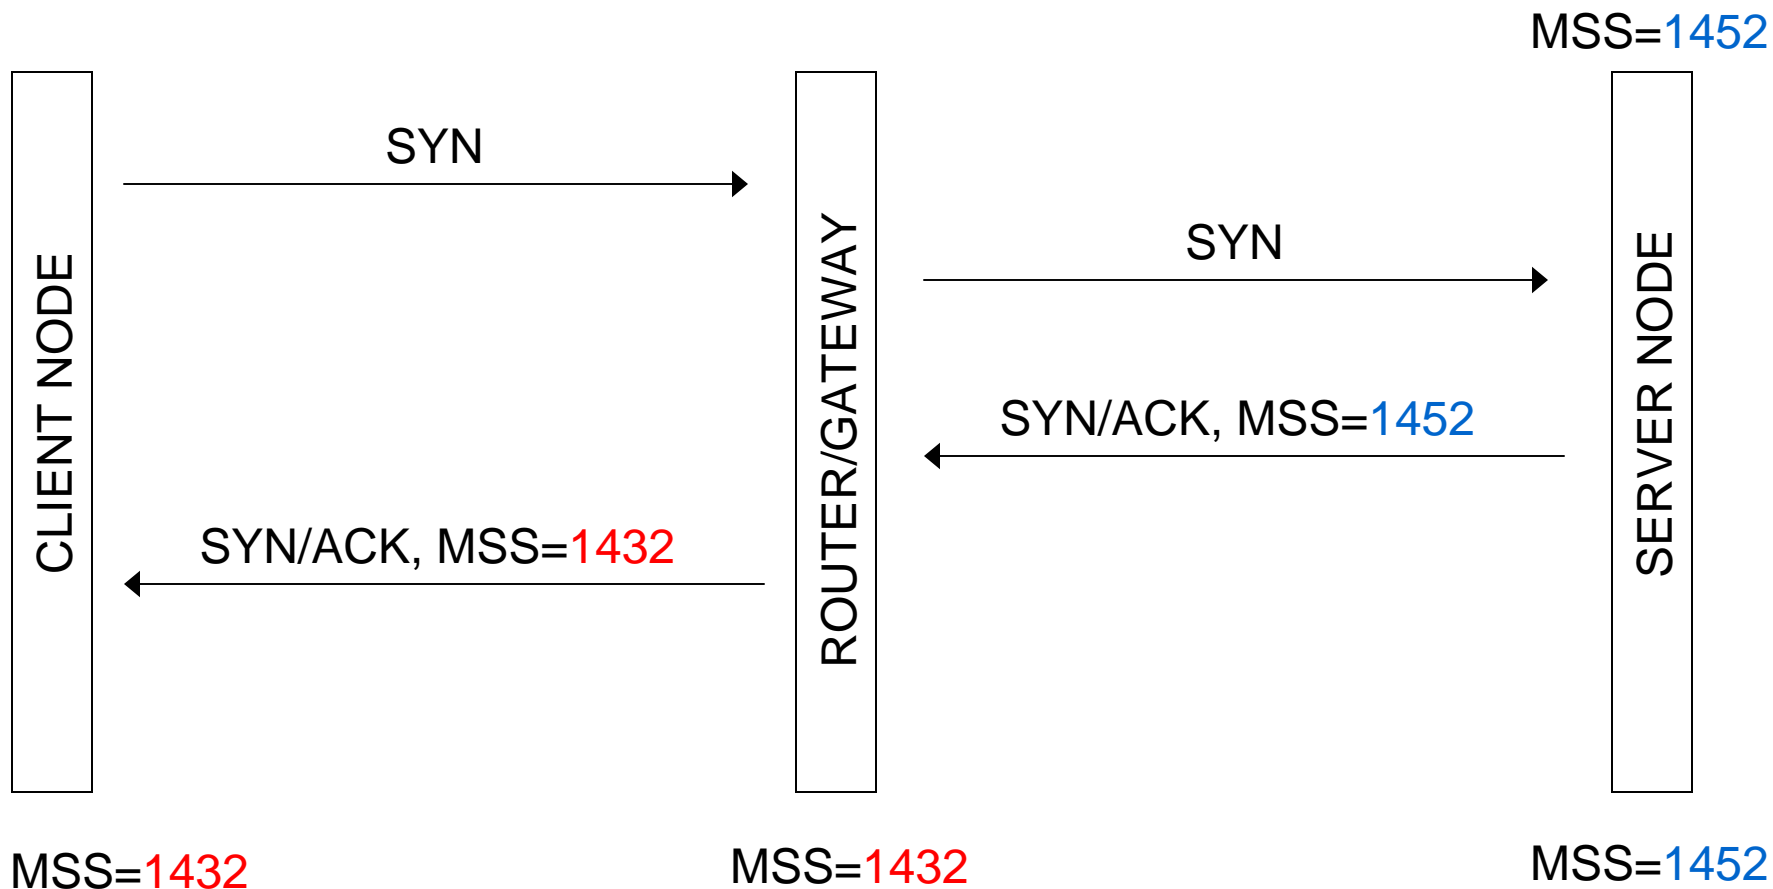 MSS=1452
SYN
SYN
SYN/ACK, MSS=1452
SYN/ACK, MSS=1432
CLIENT NODE
ROUTER/GATEWAY
SERVER NODE
MSS=1432
MSS=1432
MSS=1452